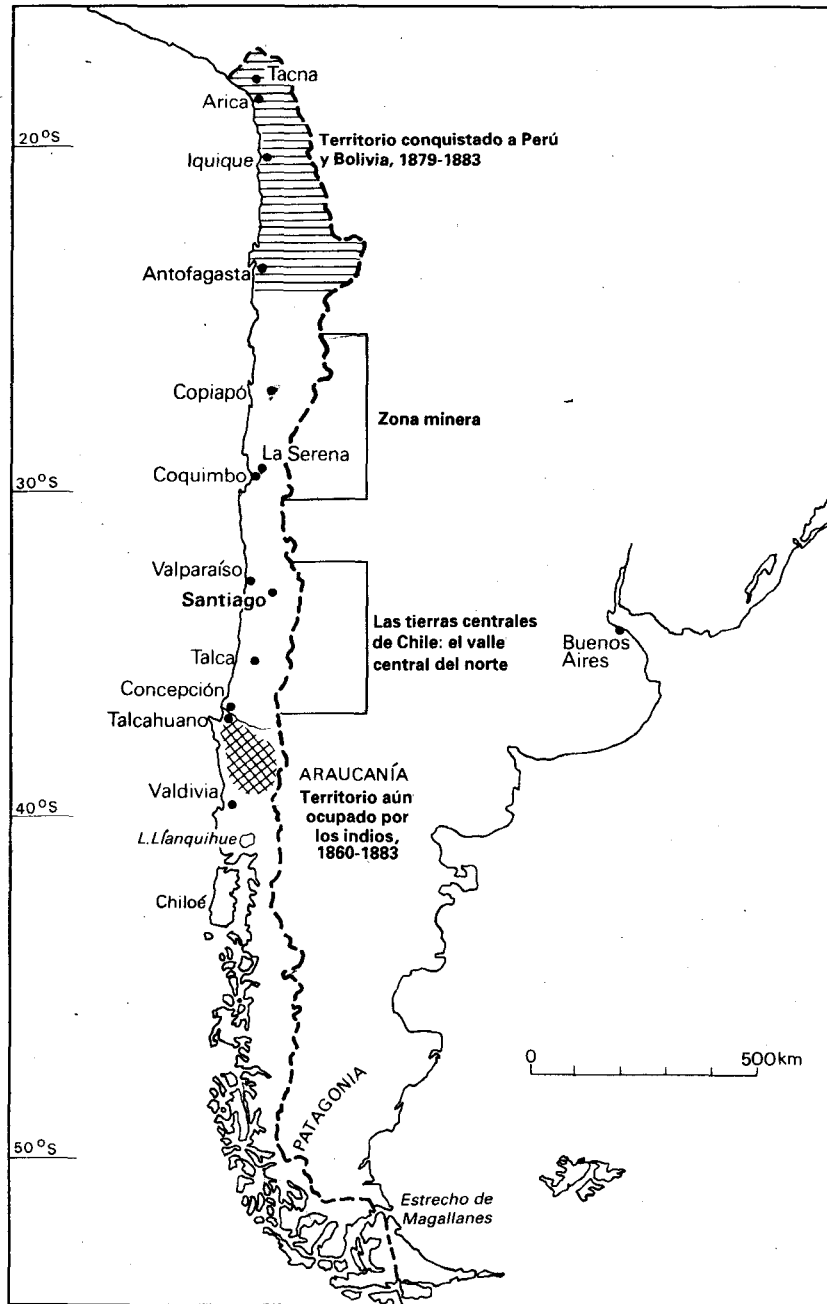 Tacna
Arica
20°S
Territorio conquistado a Perú
y Bolivia, 1879-1883
Iquique
Antofagasta
Copiapó
Zona minera
La Serena
Coquimbo
30°S
Valparaíso
Santiago
Las tierras centrales
de Chile: el valle
central del norte
Buenos
Aires
Talca
Concepción
Talcahuano
ARAUCANÍA
Territorio aún
ocupado por
los indios,
1860-1883
Valdivia
40°S
L.Llanquihue
Chiloé
0 500km
PATAGONIA
50°S
Estrecho de
Magallanes